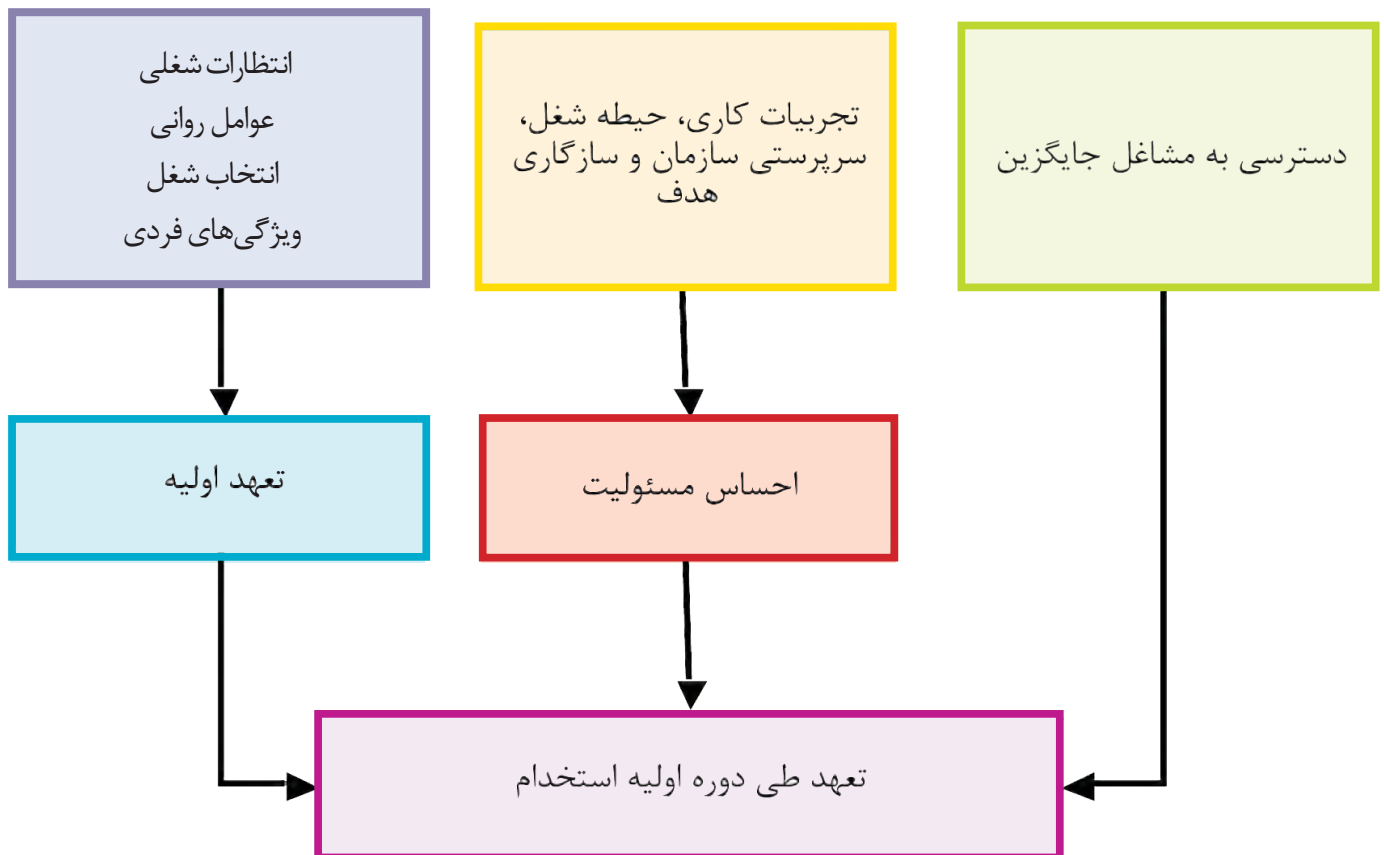 دسترسی به مشاغل جایگزین
تجربیات کاری، حیطه شغل،
سرپرستی سازمان و سازگاری
هدف
انتظارات شغلی
عوامل روانی
انتخاب شغل
ویژگی‌های فردی
احساس مسئولیت
تعهد اولیه
تعهد طی دوره اولیه استخدام